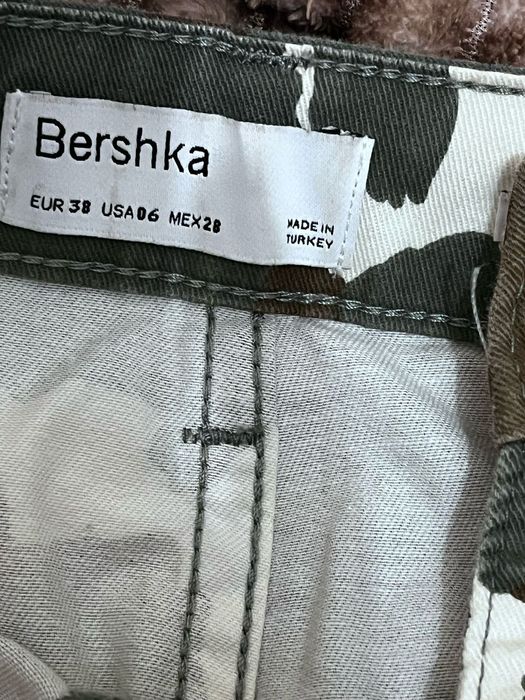 Bershka
EUR 38 USA 06 MEX 28
MADE IN
TURKEY